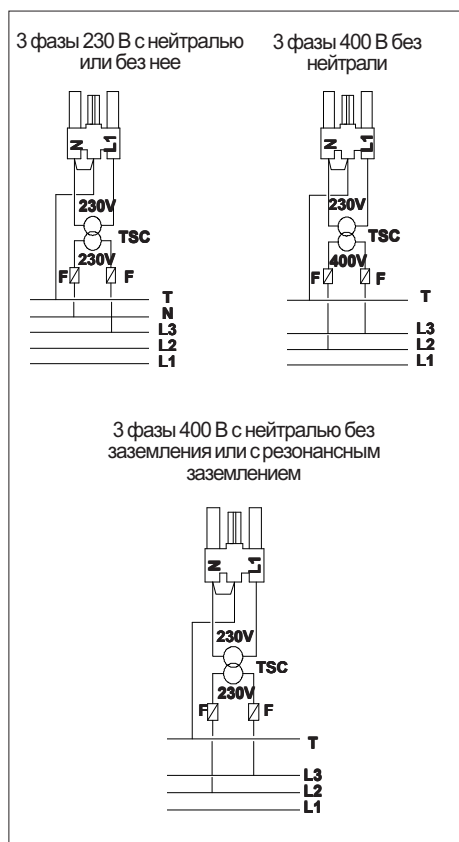 3 фазы 230 В с нейтралью
или без нее
N
L1
230V
TSC
230V
F
F
T
N
L3
L2
L1
3 фазы 400 В без
нейтрали
N
L1
230V
TSC
400V
F
F
T
L3
L2
L1
3 фазы 400 В с нейтралью без
заземления или с резонансным
заземлением
N
L1
230V
TSC
230V
F
F
T
L3
L2
L1